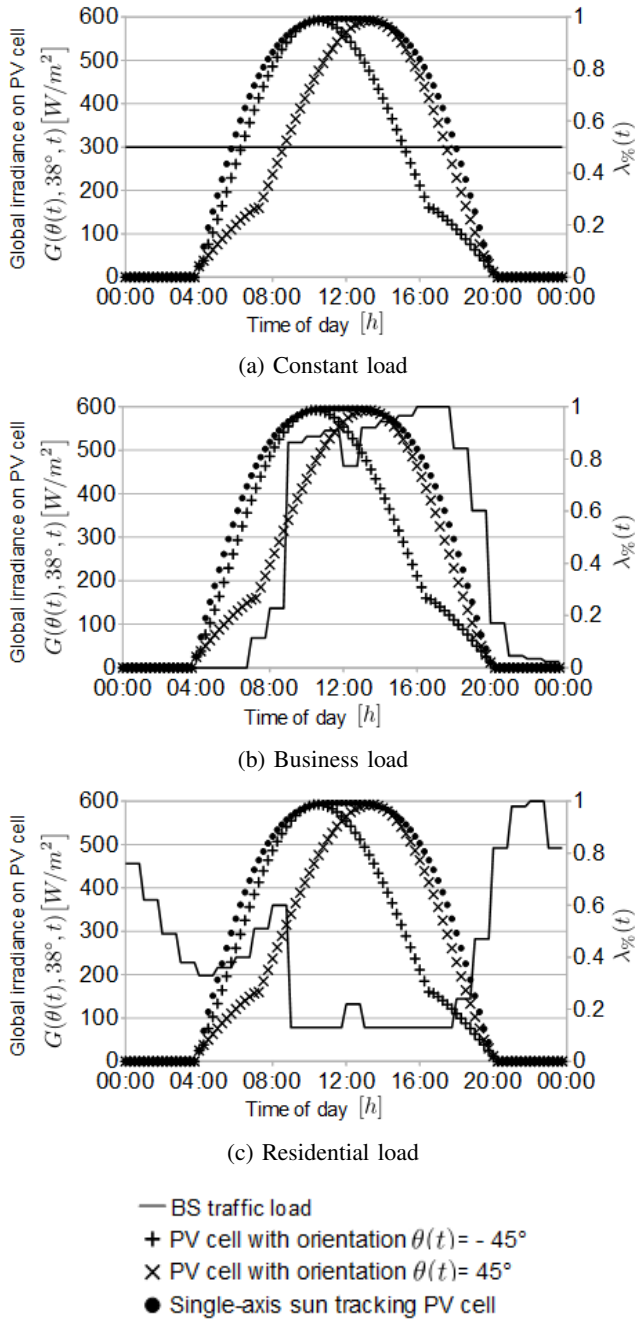 Global irradiance on PV cell
G(θ(t), 38°, t) [W/m²]
600
500
400
300
200
100
0
1
0.8
0.6
0.4
0.2
0
λ%(t)
00:00 04:00 08:00 12:00 16:00 20:00 00:00
Time of day [h]
(a) Constant load
Global irradiance on PV cell
G(θ(t), 38°, t) [W/m²]
600
500
400
300
200
100
0
1
0.8
0.6
0.4
0.2
0
λ%(t)
00:00 04:00 08:00 12:00 16:00 20:00 00:00
Time of day [h]
(b) Business load
Global irradiance on PV cell
G(θ(t), 38°, t) [W/m²]
600
500
400
300
200
100
0
1
0.8
0.6
0.4
0.2
0
λ%(t)
00:00 04:00 08:00 12:00 16:00 20:00 00:00
Time of day [h]
(c) Residential load
BS traffic load
PV cell with orientation θ(t)= - 45°
PV cell with orientation θ(t)= 45°
Single-axis sun tracking PV cell